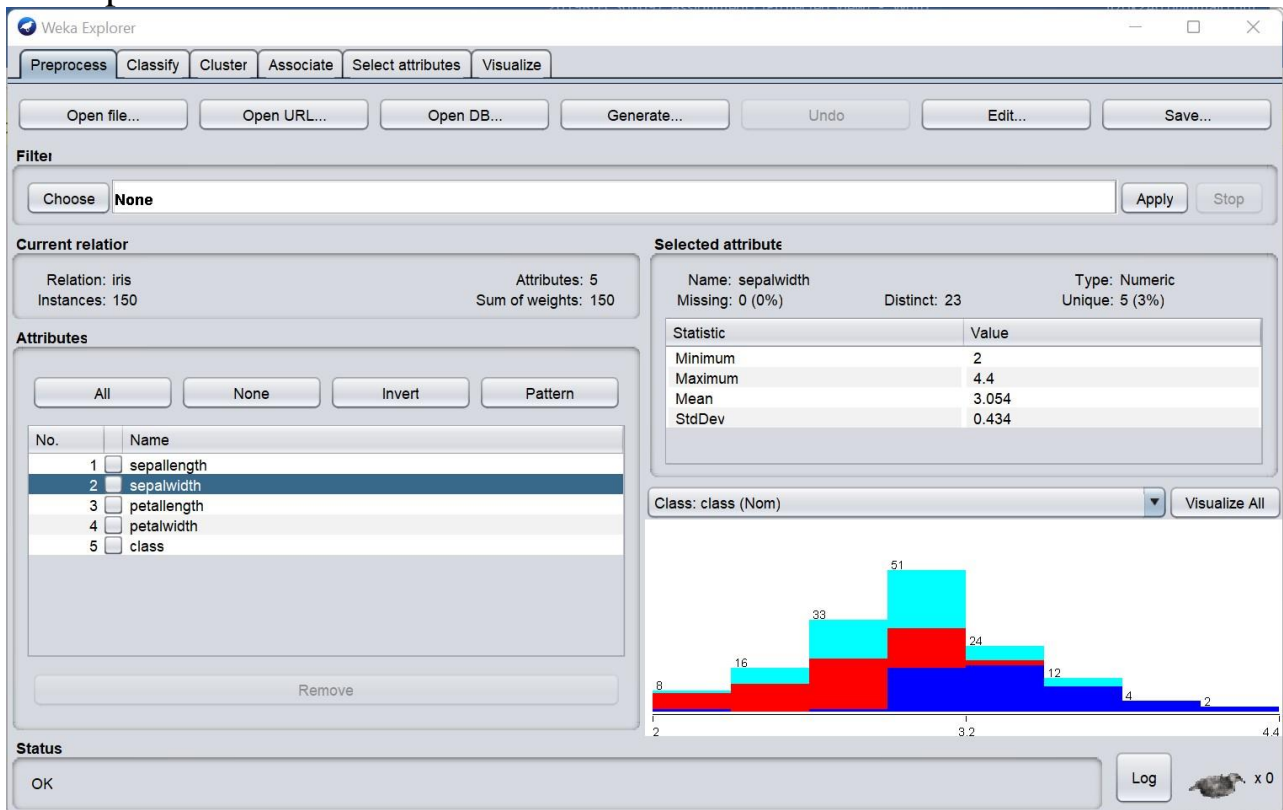 Weka Explorer
Preprocess Classify Cluster Associate Select attributes Visualize
Open file... Open URL... Open DB... Generate... Undo Edit... Save...
Filter
Choose None Apply Stop
Current relation
Relation: iris Attributes: 5
Instances: 150 Sum of weights: 150
Attributes
All None Invert Pattern
No. Name
1 sepallength
2 sepalwidth
3 petallength
4 petalwidth
5 class
Remove
Selected attribute
Name: sepalwidth Type: Numeric
Missing: 0 (0%) Distinct: 23 Unique: 5 (3%)
Statistic Value
Minimum 2
Maximum 4.4
Mean 3.054
StdDev 0.434
Class: class (Nom) Visualize All
51
33
24
16
12
8
4
2
2 3.2 4.4
Status
OK Log x 0